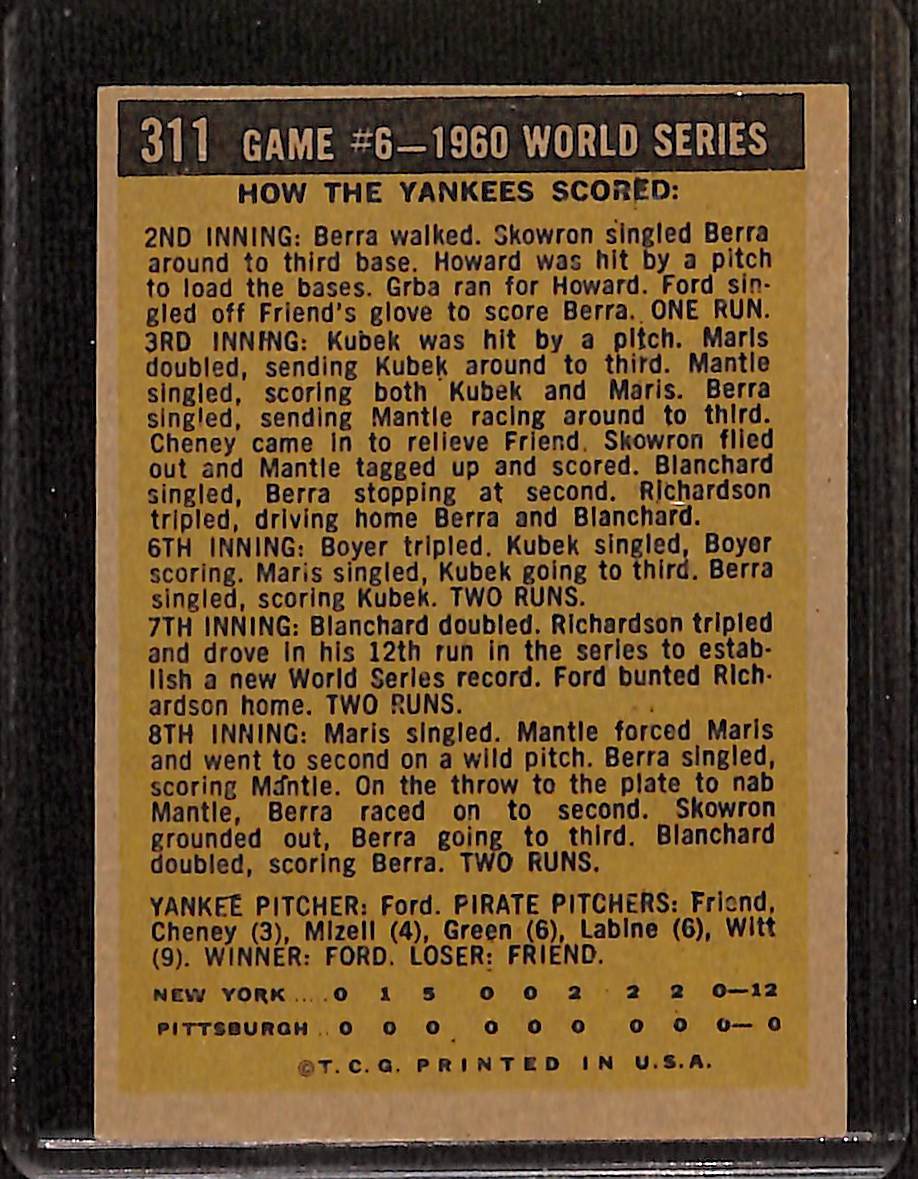 311 GAME #6—1960 WORLD SERIES
HOW THE YANKEES SCORED:
2ND INNING: Berra walked. Skowron singled Berra
around to third base. Howard was hit by a pitch
to load the bases. Grba ran for Howard. Ford sin-
gled off Friend's glove to score Berra. ONE RUN.
3RD INNING: Kubek was hit by a pitch. Maris
doubled, sending Kubek around to third. Mantle
singled, scoring both Kubek and Maris. Berra
singled, sending Mantle racing around to third.
Cheney came in to relieve Friend. Skowron flied
out and Mantle tagged up and scored. Blanchard
singled, Berra stopping at second. Richardson
tripled, driving home Berra and Blanchard.
6TH INNING: Boyer tripled. Kubek singled, Boyer
scoring. Maris singled, Kubek going to third. Berra
singled, scoring Kubek. TWO RUNS.
7TH INNING: Blanchard doubled. Richardson tripled
and drove in his 12th run in the series to estab-
lish a new World Series record. Ford bunted Rich-
ardson home. TWO RUNS.
8TH INNING: Maris singled. Mantle forced Maris
and went to second on a wild pitch. Berra singled,
scoring Mantle. On the throw to the plate to nab
Mantle, Berra raced on to second. Skowron
grounded out, Berra going to third. Blanchard
doubled, scoring Berra. TWO RUNS.
YANKEE PITCHER: Ford. PIRATE PITCHERS: Friend,
Cheney (3), Mizell (4), Green (6), Labine (6), Witt
(9). WINNER: FORD. LOSER: FRIEND.
NEW YORK ....0 1 5 0 0 2 2 2 0—12
PITTSBURGH ..0 0 0 0 0 0 0 0 0— 0
©T. C. G. PRINTED IN U.S.A.